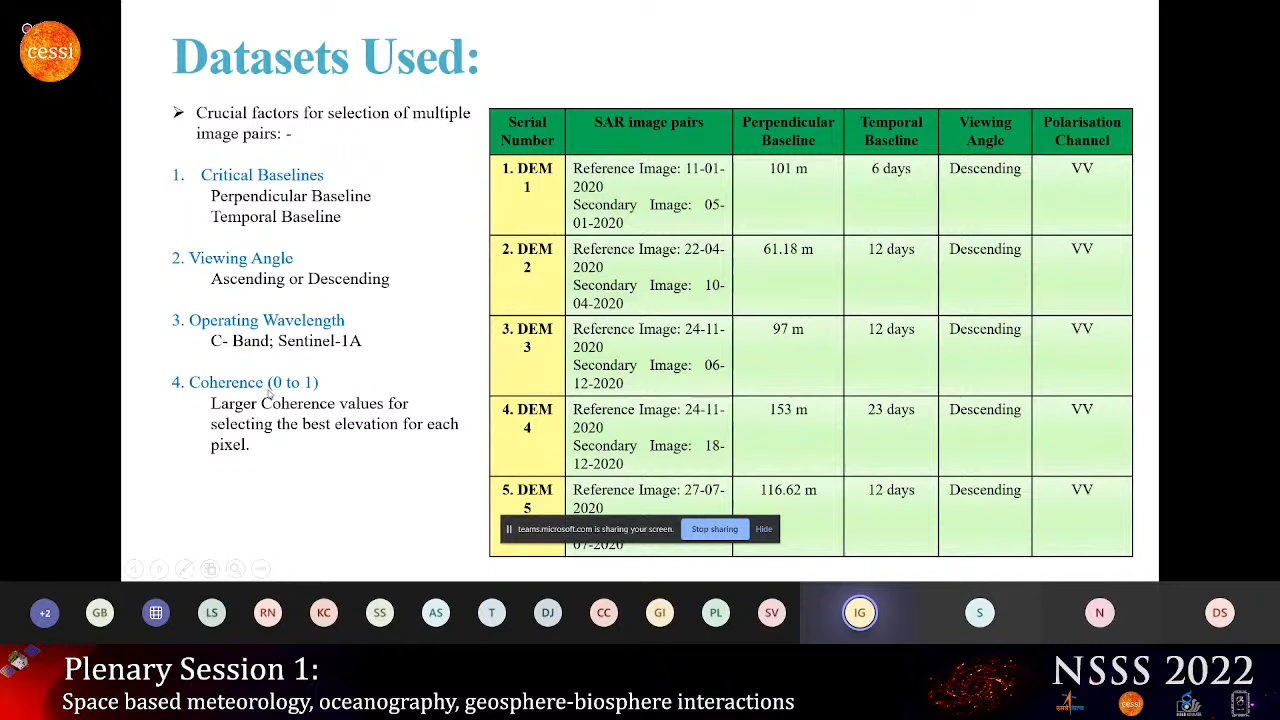 cessi
Datasets Used:
➢ Crucial factors for selection of multiple
image pairs: -
1. Critical Baselines
Perpendicular Baseline
Temporal Baseline
2. Viewing Angle
Ascending or Descending
3. Operating Wavelength
C- Band; Sentinel-1A
4. Coherence (0 to 1)
Larger Coherence values for
selecting the best elevation for each
pixel.
Serial Number SAR image pairs Perpendicular Baseline Temporal Baseline Viewing Angle Polarisation Channel
1. DEM 1 Reference Image: 11-01-2020 Secondary Image: 05-01-2020 101 m 6 days Descending VV
2. DEM 2 Reference Image: 22-04-2020 Secondary Image: 10-04-2020 61.18 m 12 days Descending VV
3. DEM 3 Reference Image: 24-11-2020 Secondary Image: 06-12-2020 97 m 12 days Descending VV
4. DEM 4 Reference Image: 24-11-2020 Secondary Image: 18-12-2020 153 m 23 days Descending VV
5. DEM 5 Reference Image: 27-07-2020 07-2020 116.62 m 12 days Descending VV
teams.microsoft.com is sharing your screen. Stop sharing Hide
+2 GB LS RN KC SS AS T DJ CC GI PL SV IG S N DS
Plenary Session 1:
Space based meteorology, oceanography, geosphere-biosphere interactions
NSSS 2022
cessi